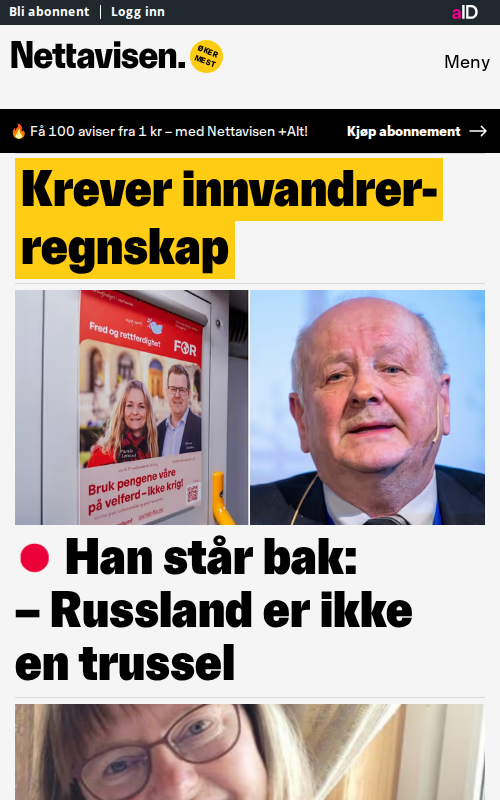 Bli abonnent
Logg inn
aID
Nettavisen.
ØKER
MEST
Meny
🔥 Få 100 aviser fra 1 kr – med Nettavisen +Alt!
Kjøp abonnement →
Krever innvandrer-
regnskap
Fred og rettferdighet
FOR
Bruk pengene våre
på velferd – ikke krig!
Han står bak:
– Russland er ikke
en trussel